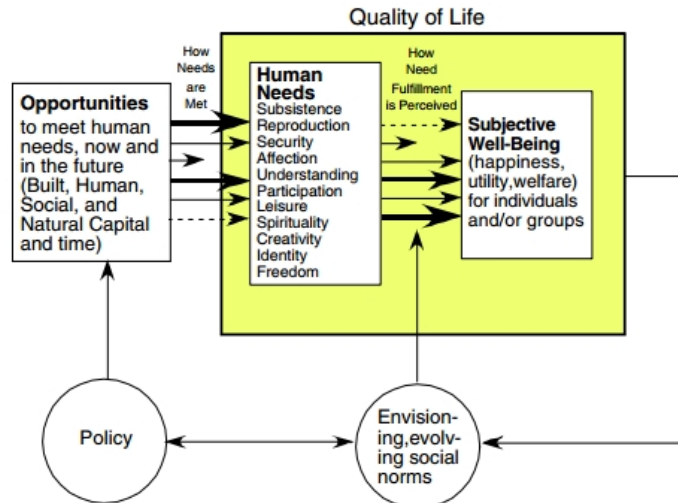 Quality of Life
How
Needs
are
Met
How
Need
Fulfillment
is Perceived
Opportunities
to meet human
needs, now and
in the future
(Built, Human,
Social, and
Natural Capital
and time)
Human
Needs
Subsistence
Reproduction
Security
Affection
Understanding
Participation
Leisure
Spirituality
Creativity
Identity
Freedom
Subjective
Well-Being
(happiness,
utility,welfare)
for individuals
and/or groups
Policy
Envision-
ing,evolv-
ing social
norms